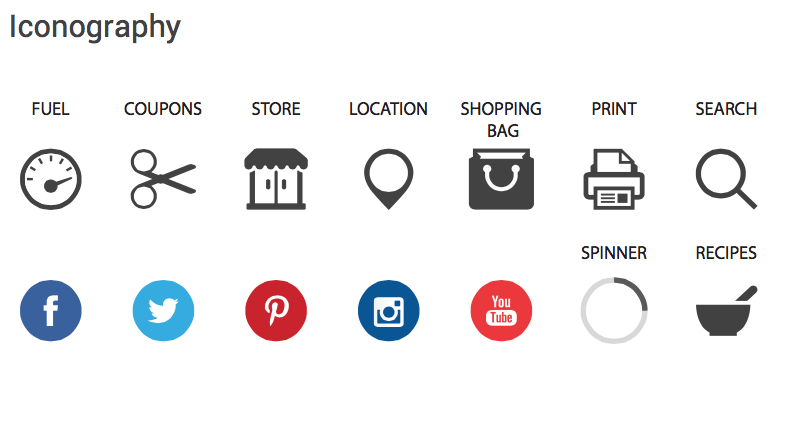 Iconography
FUEL
COUPONS
STORE
LOCATION
SHOPPING
BAG
PRINT
SEARCH
SPINNER
RECIPES
f
You
Tube